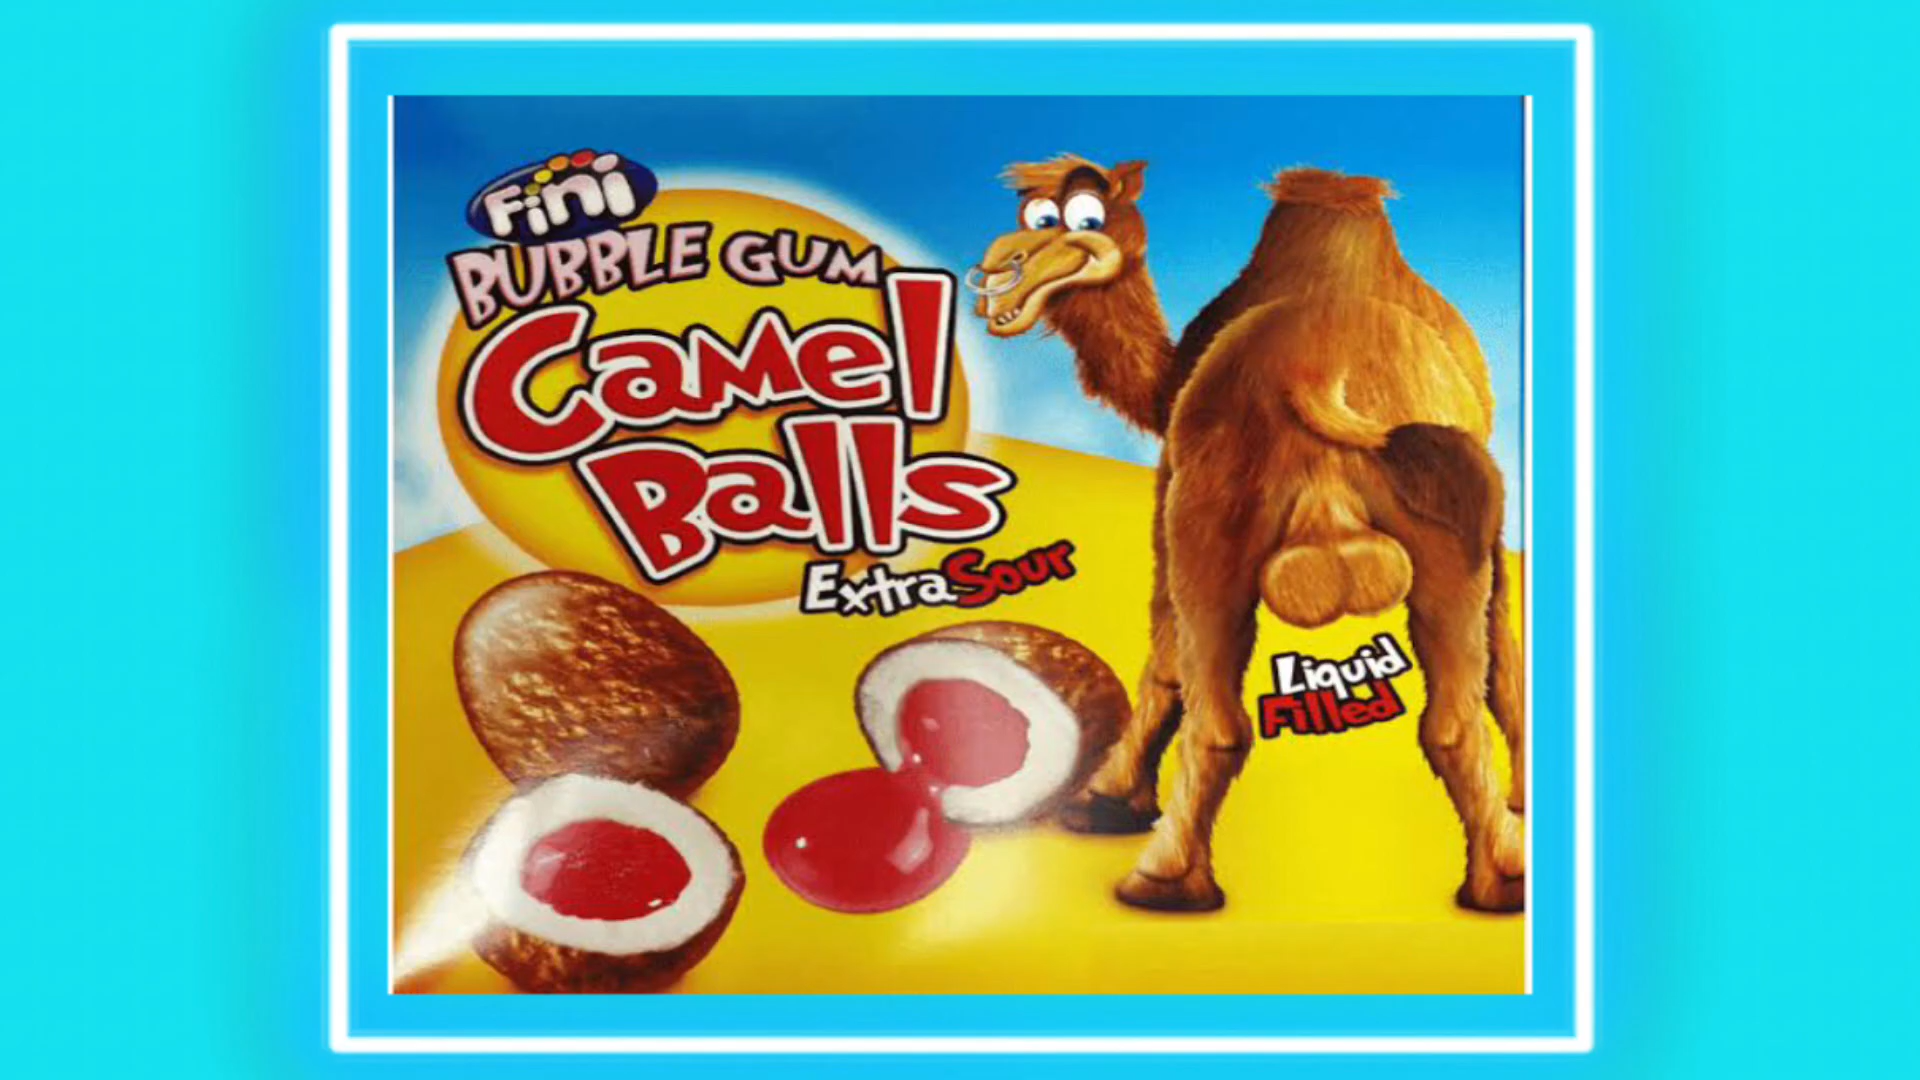 Fini
BUBBLE GUM
Camel
Balls
Extra Sour
Liquid
Filled